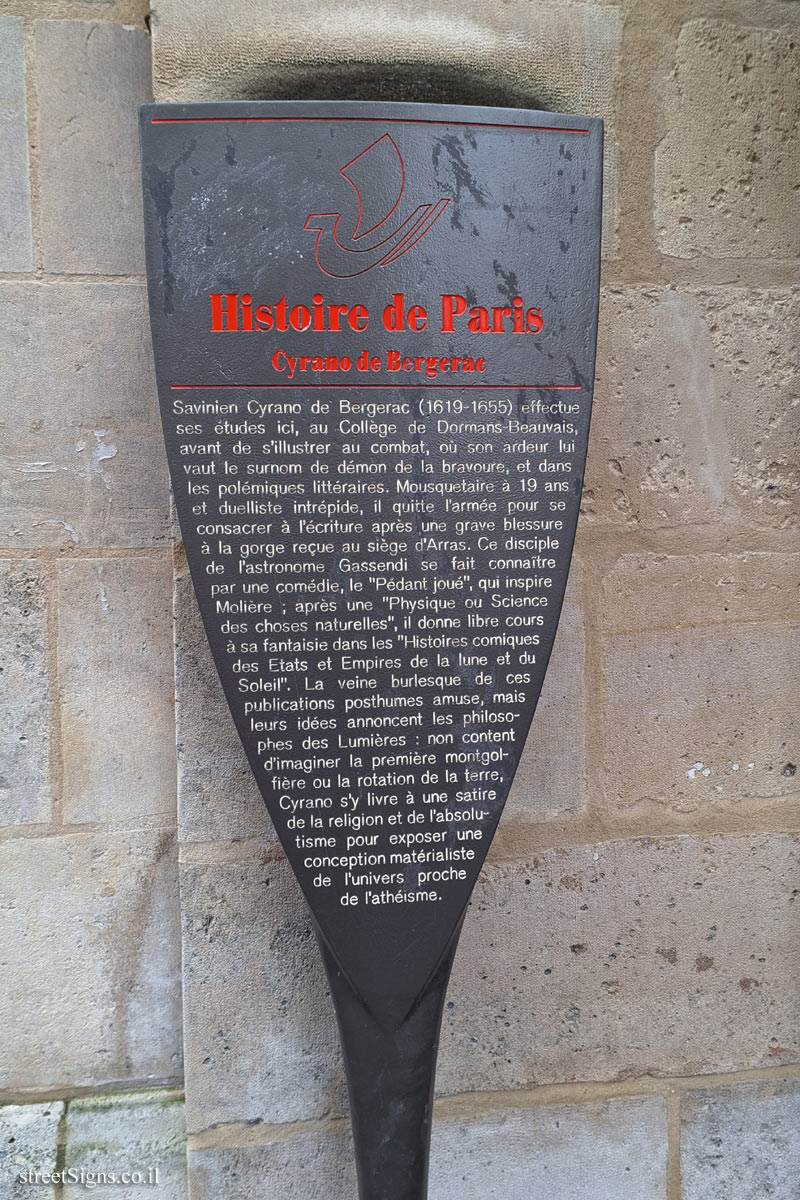 Histoire de Paris
Cyrano de Bergerac
Savinien Cyrano de Bergerac (1619-1655) effectue
ses études ici, au Collège de Dormans-Beauvais,
avant de s'illustrer au combat, où son ardeur lui
vaut le surnom de démon de la bravoure, et dans
les polémiques littéraires. Mousquetaire à 19 ans
et duelliste intrépide, il quitte l'armée pour se
consacrer à l'écriture après une grave blessure
à la gorge reçue au siège d'Arras. Ce disciple
de l'astronome Gassendi se fait connaître
par une comédie, le "Pédant joué", qui inspire
Molière ; après une "Physique ou Science
des choses naturelles", il donne libre cours
à sa fantaisie dans les "Histoires comiques
des Etats et Empires de la lune et du
Soleil". La veine burlesque de ces
publications posthumes amuse, mais
leurs idées annoncent les philoso-
phes des Lumières : non content
d'imaginer la première montgol-
fière ou la rotation de la terre,
Cyrano s'y livre à une satire
de la religion et de l'absolu-
tisme pour exposer une
conception matérialiste
de l'univers proche
de l'athéisme.
streetSigns.co.il